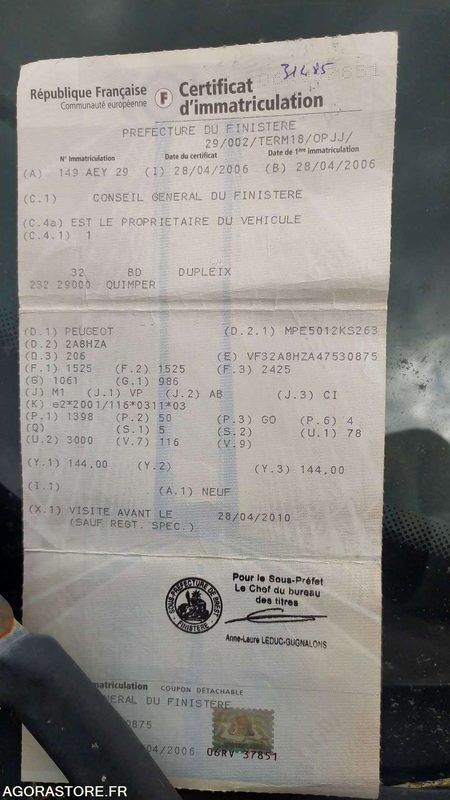 31485
République Française
Communauté européenne
F
Certificat
d'immatriculation
PREFECTURE DU FINISTERE
29/002/TERM18/OPJJ/
N° Immatriculation Date du certificat Date de 1ère immatriculation
(A) 149 AEY 29 (I) 28/04/2006 (B) 28/04/2006
(C.1) CONSEIL GENERAL DU FINISTERE
(C.4a) EST LE PROPRIETAIRE DU VEHICULE
(C.4.1) 1
32 BD DUPLEIX
232 29000 QUIMPER
(D.1) PEUGEOT (D.2.1) MPE5012KS263
(D.2) 2A8HZA
(D.3) 206 (E) VF32A8HZA47530875
(F.1) 1525 (F.2) 1525 (F.3) 2425
(G) 1061 (G.1) 986
(J) M1 (J.1) VP (J.2) AB (J.3) CI
(K) e2*2001/116*0311*03
(P.1) 1398 (P.2) 50 (P.3) GO (P.6) 4
(Q) (S.1) 5 (S.2) (U.1) 78
(U.2) 3000 (V.7) 116 (V.9)
(Y.1) 144,00 (Y.2) (Y.3) 144,00
(I.1) (A.1) NEUF
(X.1) VISITE AVANT LE 28/04/2010
(SAUF REGT. SPEC.)
Pour le Sous-Préfet
Le Chef du bureau
des titres
SOUS-PREFECTURE DE BREST
FINISTERE
Anne-Laure LEDUC-GUGNALONS
matriculation COUPON DÉTACHABLE
ERAL DU FINISTERE
0875
/04/2006 06RV 37851
AGORASTORE.FR